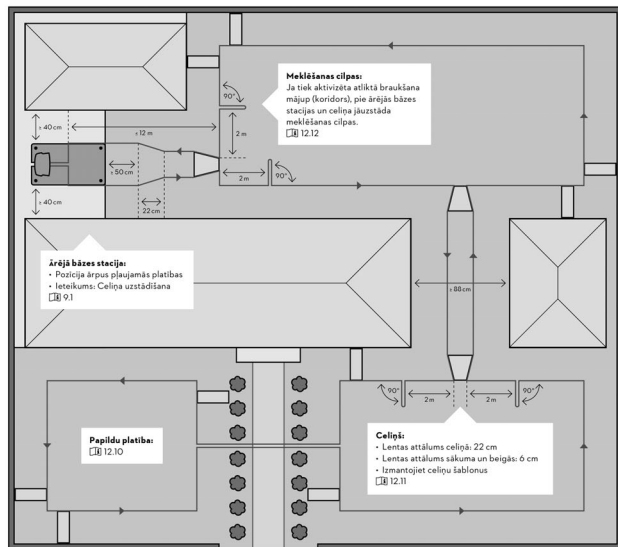 Meklēšanas cilpas:
Ja tiek aktivizēta atliktā braukšana
mājup (koridors), pie ārējās bāzes
stacijas un celiņa jāuzstāda
meklēšanas cilpas.
12.12
90°
≥ 40 cm
≤ 12 m
2 m
≥ 50 cm
22 cm
2 m
90°
≥ 40 cm
Ārējā bāzes stacija:
• Pozīcija ārpus pļaujamās platības
• Ieteikums: Celiņa uzstādīšana
9.1
≥ 88 cm
90°
2 m
2 m
90°
Papildu platība:
12.10
Celiņš:
• Lentas attālums celiņā: 22 cm
• Lentas attālums sākuma un beigās: 6 cm
• Izmantojiet celiņu šablonus
12.11